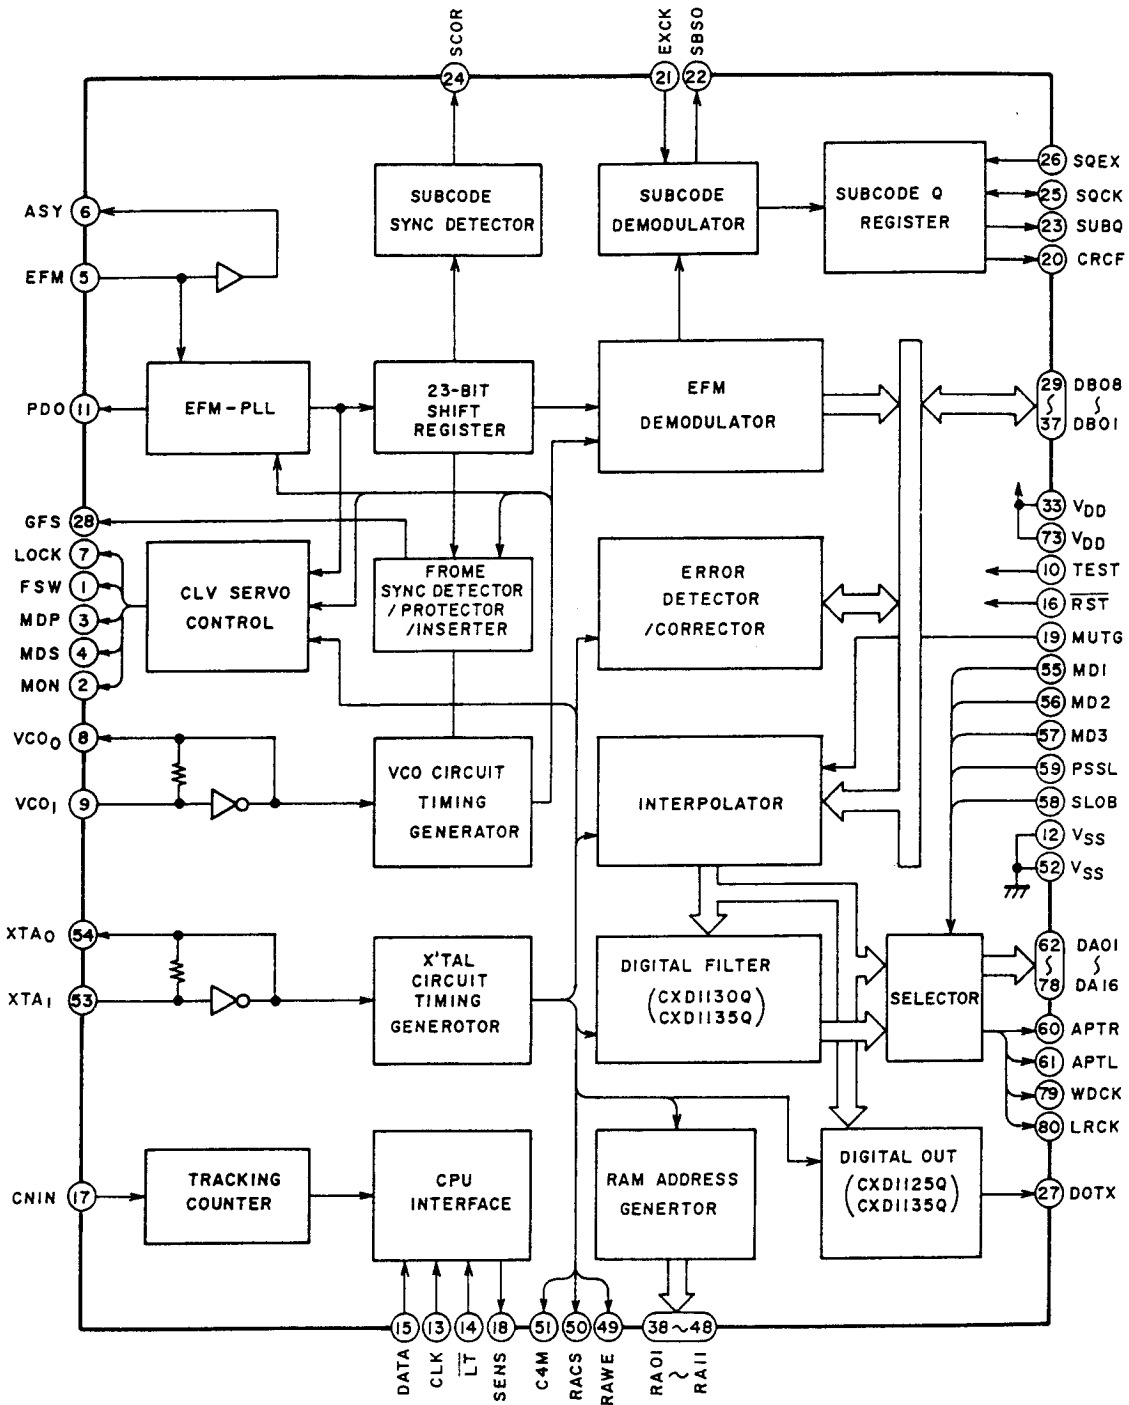 SCOR
EXCK
SBSO
24
21
22
SUBCODE
SYNC DETECTOR
SUBCODE
DEMODULATOR
SUBCODE Q
REGISTER
26 SQEX
25 SQCK
23 SUBQ
20 CRCF
ASY 6
EFM 5
PDO 11
EFM-PLL
23-BIT
SHIFT
REGISTER
EFM
DEMODULATOR
29 DB08
~
37 DB01
33 VDD
73 VDD
10 TEST
16 RST
19 MUTG
55 MD1
56 MD2
57 MD3
59 PSSL
58 SLOB
12 VSS
52 VSS
GFS 28
LOCK 7
FSW 1
MDP 3
MDS 4
MON 2
CLV SERVO
CONTROL
FROME
SYNC DETECTOR
/PROTECTOR
/INSERTER
ERROR
DETECTOR
/CORRECTOR
VCO0 8
VCO1 9
VCO CIRCUIT
TIMING
GENERATOR
INTERPOLATOR
XTA0 54
XTA1 53
X'TAL
CIRCUIT
TIMING
GENEROTOR
DIGITAL FILTER
(CXD1130Q
CXD1135Q)
SELECTOR
62 DA01
~
78 DA16
60 APTR
61 APTL
79 WDCK
80 LRCK
CNIN 17
TRACKING
COUNTER
CPU
INTERFACE
RAM ADDRESS
GENERTOR
DIGITAL OUT
(CXD1125Q
CXD1135Q)
27 DOTX
15
13
14
18
51
50
49
38~48
DATA
CLK
LT
SENS
C4M
RACS
RAWE
RA01
~
RA11